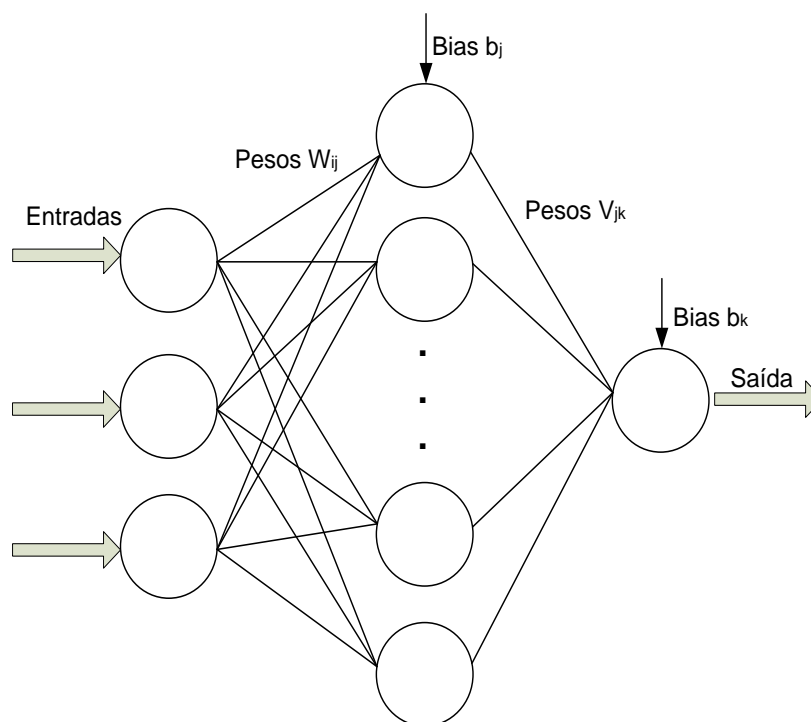 Bias bj
Pesos Wij
Entradas
Pesos Vjk
Bias bk
Saída